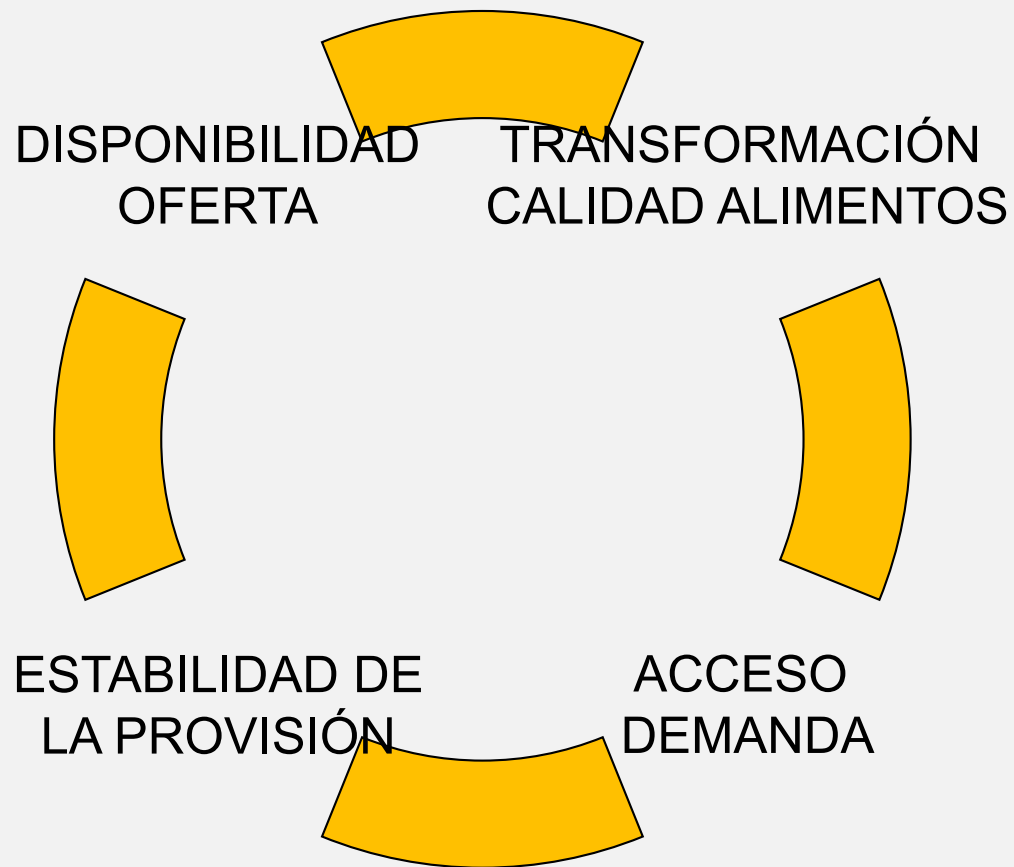 DISPONIBILIDAD
OFERTA
TRANSFORMACIÓN
CALIDAD ALIMENTOS
ESTABILIDAD DE
LA PROVISIÓN
ACCESO
DEMANDA